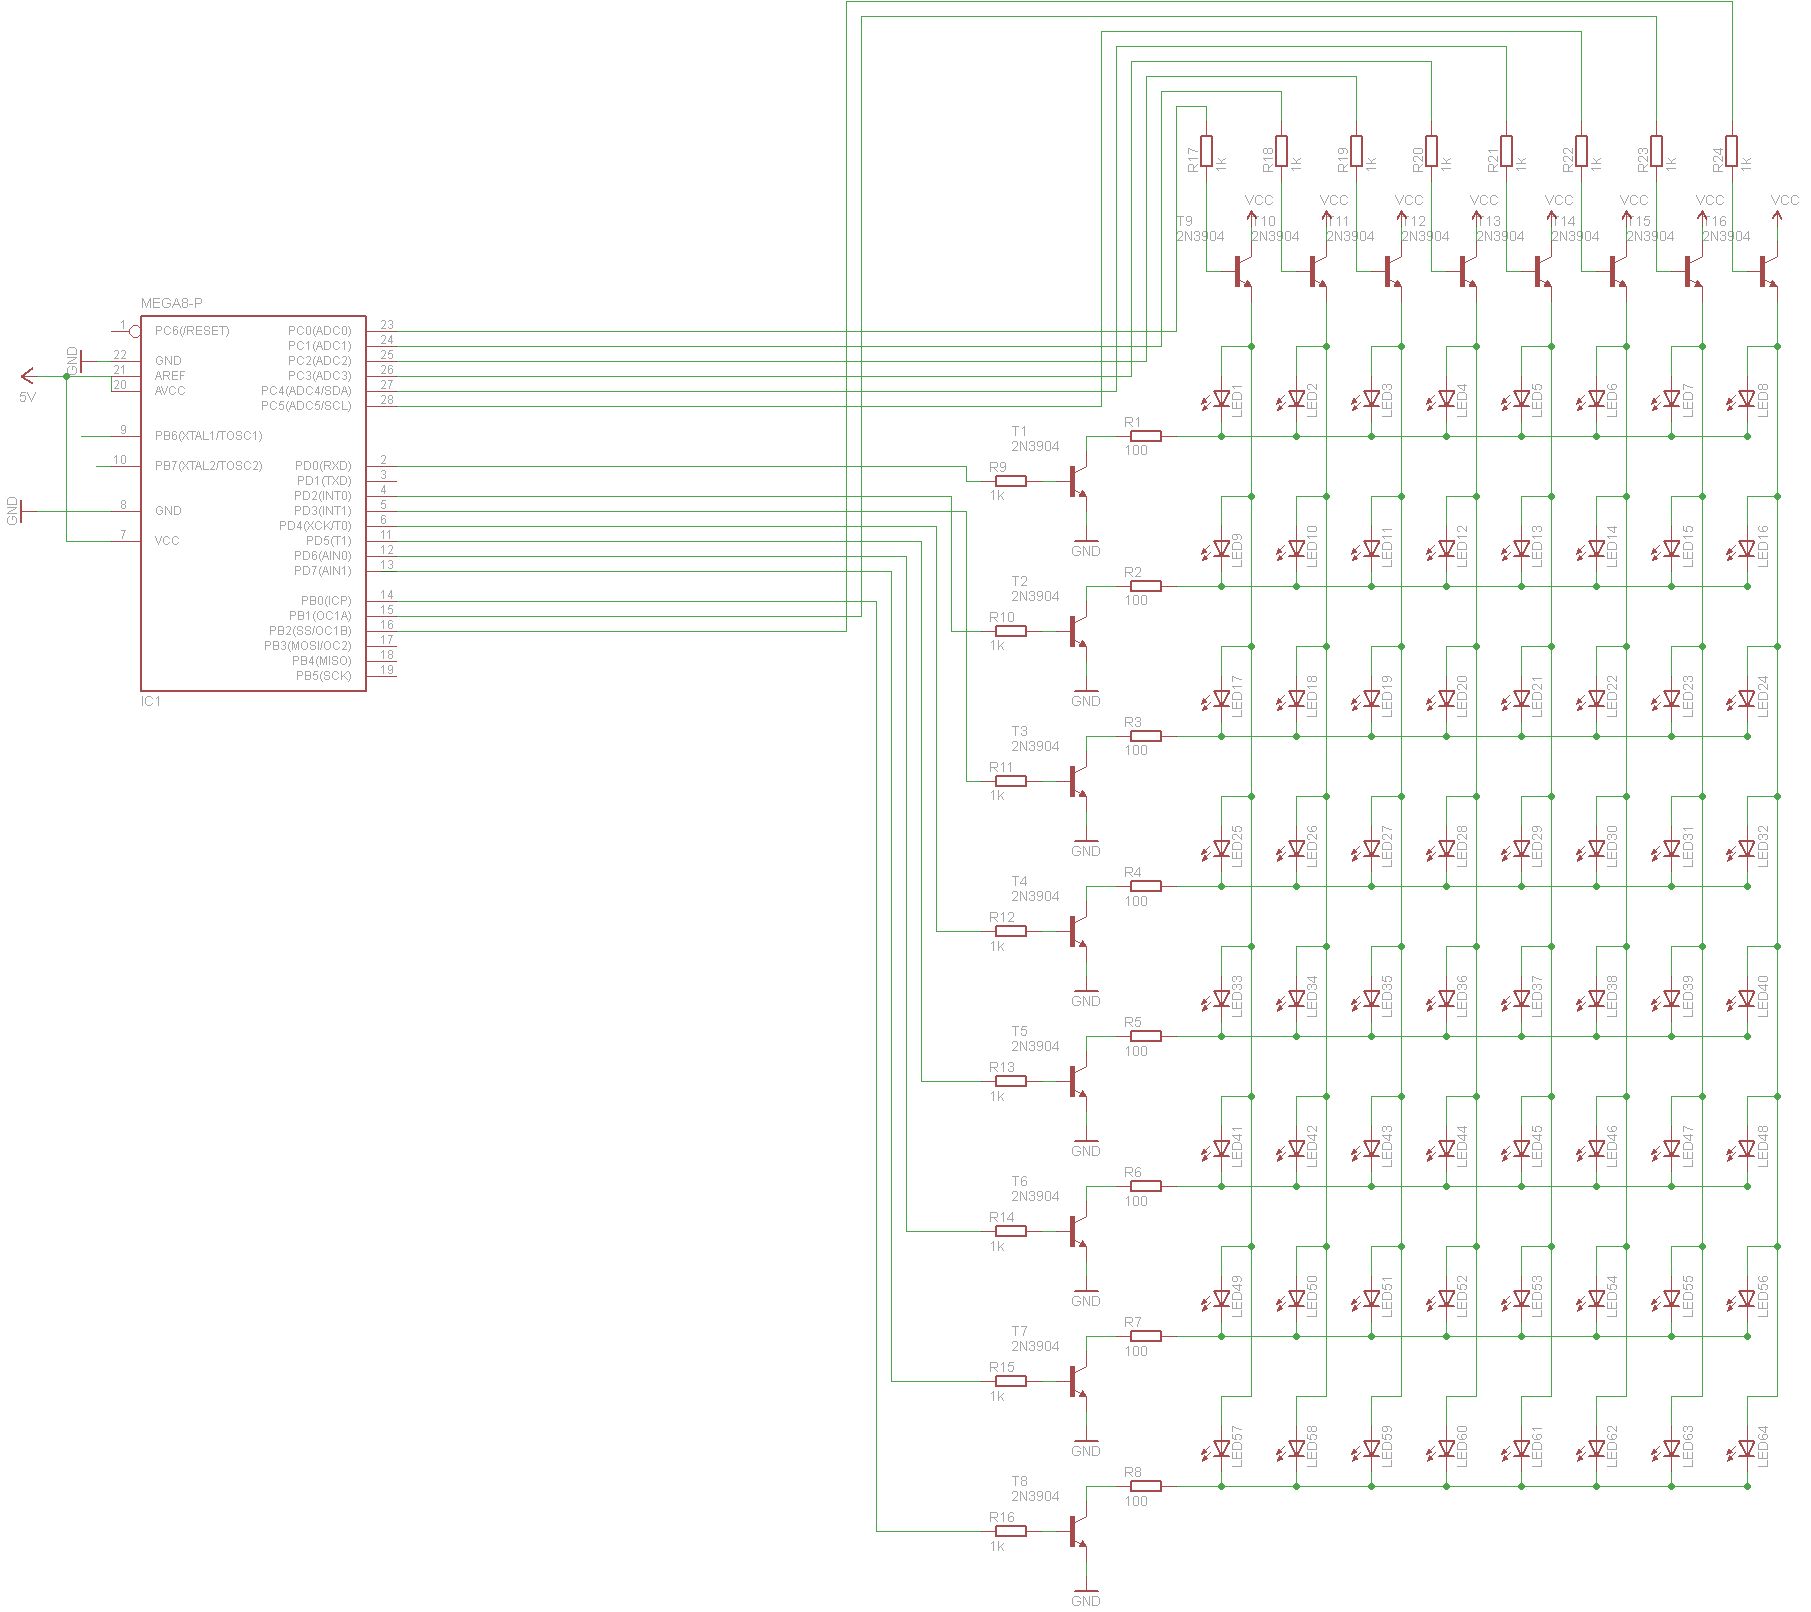 R17
1k
R18
1k
R19
1k
R20
1k
R21
1k
R22
1k
R23
1k
R24
1k
VCC
VCC
VCC
VCC
VCC
VCC
VCC
VCC
T9
2N3904
T10
2N3904
T11
2N3904
T12
2N3904
T13
2N3904
T14
2N3904
T15
2N3904
T16
2N3904
MEGA8-P
1 PC6(/RESET)
22 GND
21 AREF
20 AVCC
9 PB6(XTAL1/TOSC1)
10 PB7(XTAL2/TOSC2)
8 GND
7 VCC
GND
5V
GND
PC0(ADC0) 23
PC1(ADC1) 24
PC2(ADC2) 25
PC3(ADC3) 26
PC4(ADC4/SDA) 27
PC5(ADC5/SCL) 28
PD0(RXD) 2
PD1(TXD) 3
PD2(INT0) 4
PD3(INT1) 5
PD4(XCK/T0) 6
PD5(T1) 11
PD6(AIN0) 12
PD7(AIN1) 13
PB0(ICP) 14
PB1(OC1A) 15
PB2(SS/OC1B) 16
PB3(MOSI/OC2) 17
PB4(MISO) 18
PB5(SCK) 19
IC1
LED1
LED2
LED3
LED4
LED5
LED6
LED7
LED8
T1
2N3904
R1
100
R9
1k
GND
LED9
LED10
LED11
LED12
LED13
LED14
LED15
LED16
T2
2N3904
R2
100
R10
1k
GND
LED17
LED18
LED19
LED20
LED21
LED22
LED23
LED24
T3
2N3904
R3
100
R11
1k
GND
LED25
LED26
LED27
LED28
LED29
LED30
LED31
LED32
T4
2N3904
R4
100
R12
1k
GND
LED33
LED34
LED35
LED36
LED37
LED38
LED39
LED40
T5
2N3904
R5
100
R13
1k
GND
LED41
LED42
LED43
LED44
LED45
LED46
LED47
LED48
T6
2N3904
R6
100
R14
1k
GND
LED49
LED50
LED51
LED52
LED53
LED54
LED55
LED56
T7
2N3904
R7
100
R15
1k
GND
LED57
LED58
LED59
LED60
LED61
LED62
LED63
LED64
T8
2N3904
R8
100
R16
1k
GND